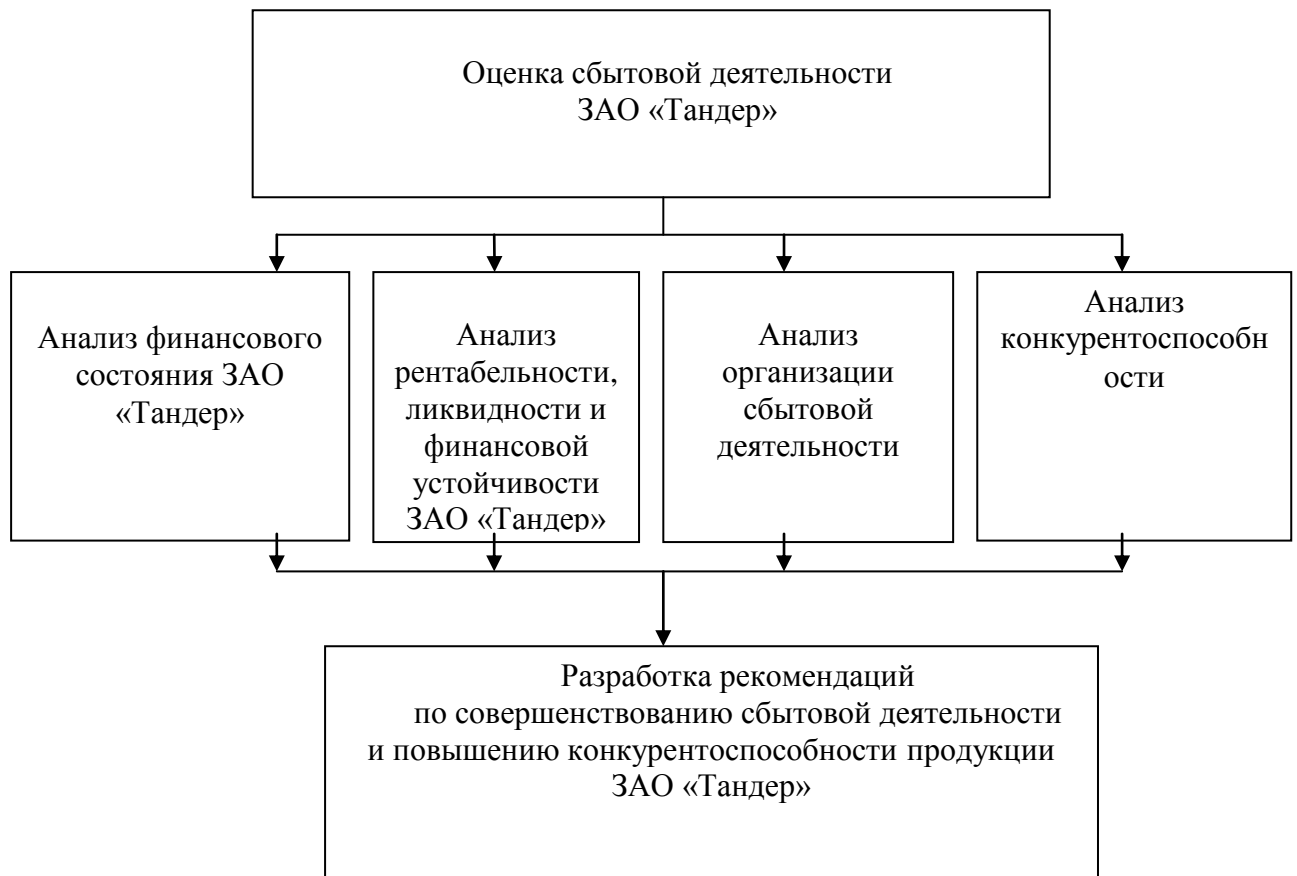 Оценка сбытовой деятельности
ЗАО «Тандер»
Анализ финансового
состояния ЗАО
«Тандер»
Анализ
рентабельности,
ликвидности и
финансовой
устойчивости
ЗАО «Тандер»
Анализ
организации
сбытовой
деятельности
Анализ
конкурентоспособн
ости
Разработка рекомендаций
по совершенствованию сбытовой деятельности
и повышению конкурентоспособности продукции
ЗАО «Тандер»